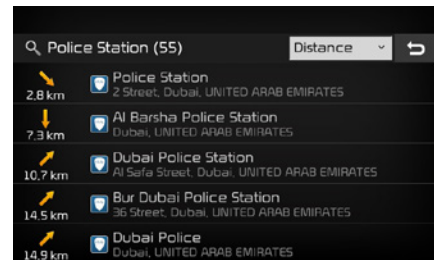 Police Station (55)
Distance
Police Station
2 Street, Dubai, UNITED ARAB EMIRATES
2,8 km
Al Barsha Police Station
Dubai, UNITED ARAB EMIRATES
7,3 km
Dubai Police Station
Al Safa Street, Dubai, UNITED ARAB EMIRATES
10,7 km
Bur Dubai Police Station
36 Street, Dubai, UNITED ARAB EMIRATES
14,5 km
Dubai Police
Dubai, UNITED ARAB EMIRATES
14,9 km